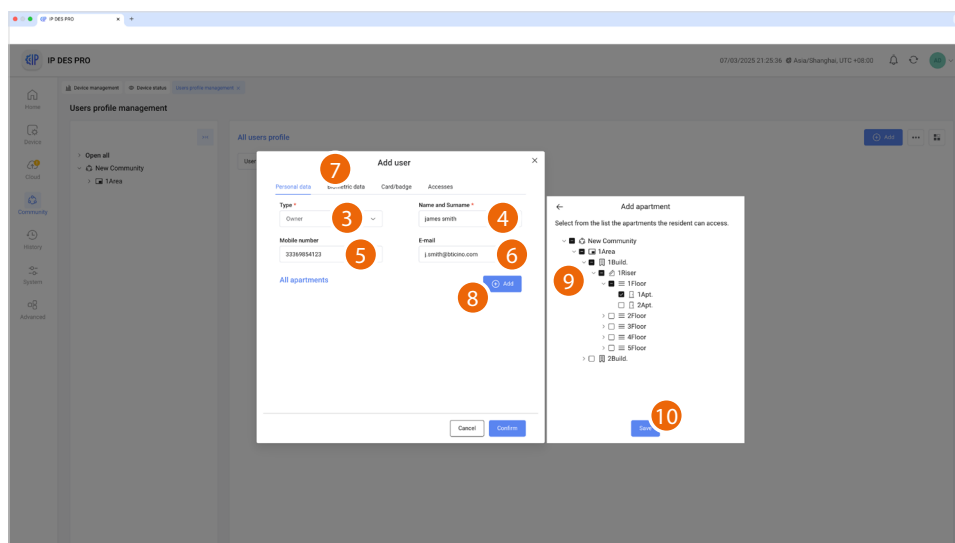 IP DES PRO
IP IP DES PRO
07/03/2025 21:25:36 Asia/Shanghai, UTC +08:00
Device management Device status Users profile management
Home
Users profile management
Device
All users profile
Add
Cloud
Open all
New Community
1Area
User
Community
History
System
Advanced
Add user
7
Personal data Biometric data Card/badge Accesses
Type * Name and Surname *
Owner 3 james smith 4
Mobile number E-mail
33369854123 5 j.smith@bticino.com 6
All apartments Add
8
Cancel Confirm
Add apartment
Select from the list the apartments the resident can access.
New Community
1Area
1Build.
9 1Riser
1Floor
1Apt.
2Apt.
2Floor
3Floor
4Floor
5Floor
2Build.
Save 10